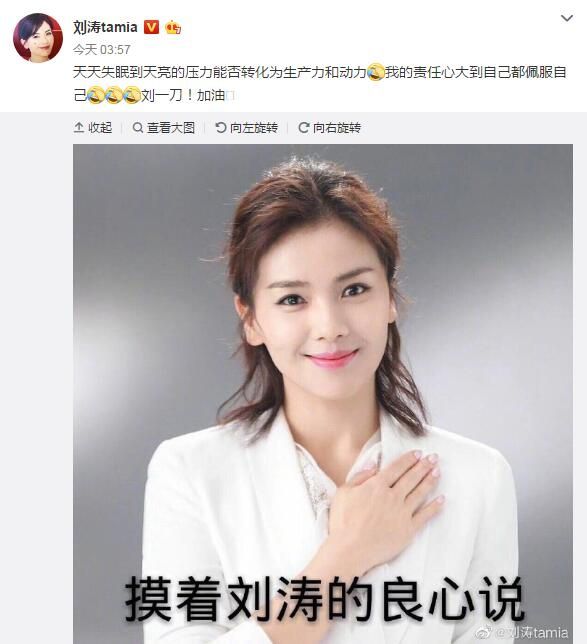 刘涛tamia
今天 03:57
天天失眠到天亮的压力能否转化为生产力和动力我的责任心大到自己都佩服自
己刘一刀！加油
收起 查看大图 向左旋转 向右旋转
摸着刘涛的良心说
@刘涛tamia